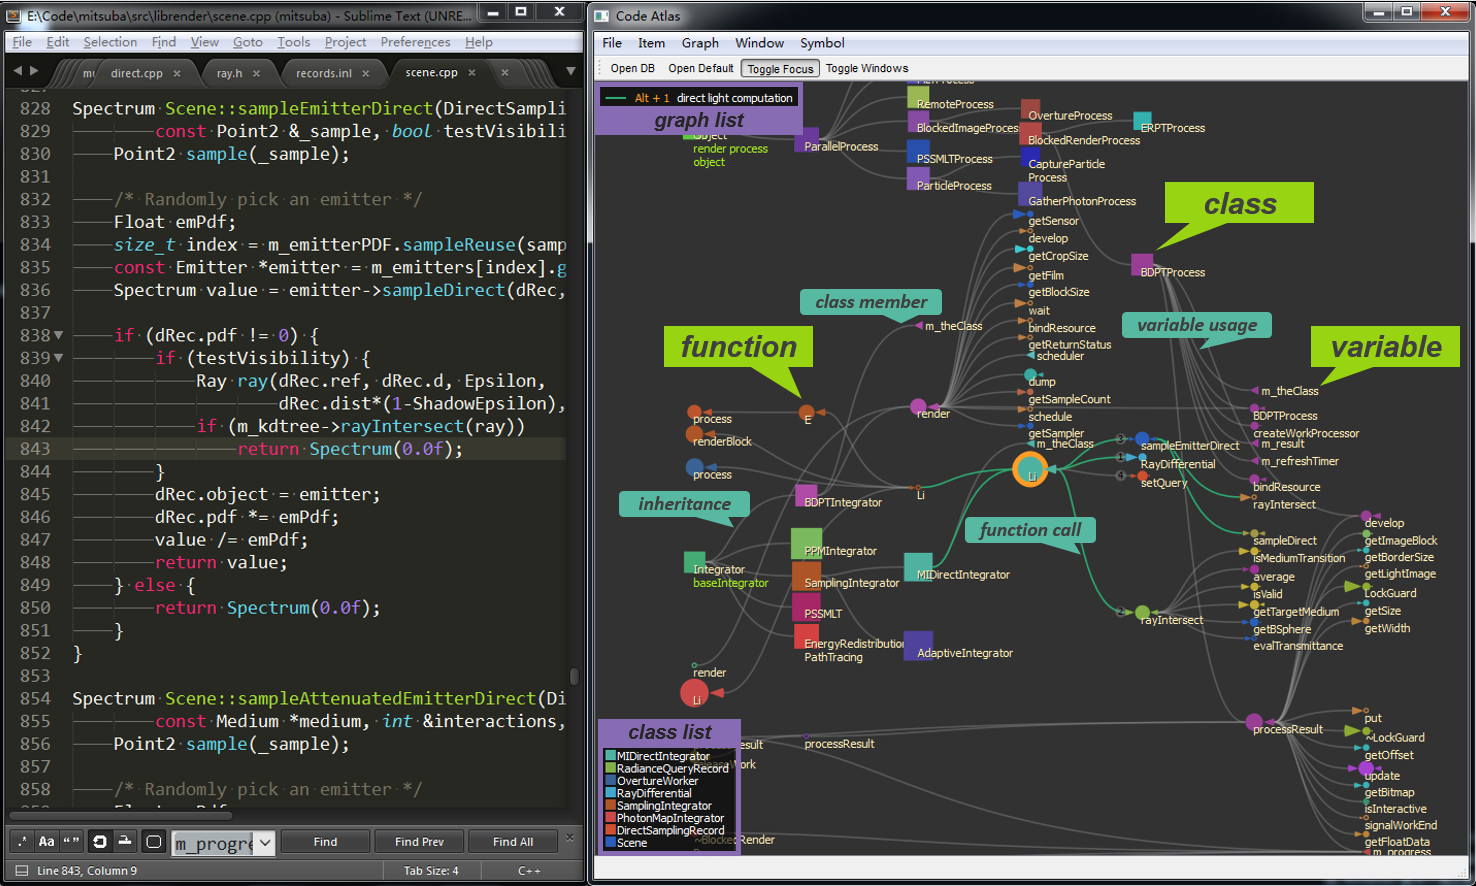 E:\Code\mitsuba\src\librender\scene.cpp (mitsuba) - Sublime Text (UNRE...
File Edit Selection Find View Goto Tools Project Preferences Help
direct.cpp × ray.h × records.inl × scene.cpp × ×
828 Spectrum Scene::sampleEmitterDirect(DirectSampli
829 const Point2 &_sample, bool testVisibili
830 Point2 sample(_sample);
831
832 /* Randomly pick an emitter */
833 Float emPdf;
834 size_t index = m_emitterPDF.sampleReuse(samp
835 const Emitter *emitter = m_emitters[index].g
836 Spectrum value = emitter->sampleDirect(dRec,
837
838 if (dRec.pdf != 0) {
839 if (testVisibility) {
840 Ray ray(dRec.ref, dRec.d, Epsilon,
841 dRec.dist*(1-ShadowEpsilon),
842 if (m_kdtree->rayIntersect(ray))
843 return Spectrum(0.0f);
844 }
845 dRec.object = emitter;
846 dRec.pdf *= emPdf;
847 value /= emPdf;
848 return value;
849 } else {
850 return Spectrum(0.0f);
851 }
852 }
853
854 Spectrum Scene::sampleAttenuatedEmitterDirect(Di
855 const Medium *medium, int &interactions,
856 Point2 sample(_sample);
857
858 /* Randomly pick an emitter */
.* Aa “” m_progre Find Find Prev Find All ×
Line 843, Column 9 Tab Size: 4 C++
Code Atlas
File Item Graph Window Symbol
Open DB Open Default Toggle Focus Toggle Windows
Alt + 1 direct light computation
graph list
Object
render process
object
ParallelProcess
RemoteProcess
BlockedImageProces
PSSMLTProcess
ParticleProcess
OvertureProcess
BlockedRenderProcess
CaptureParticle
Process
GatherPhotonProcess
ERPTProcess
class
BDPTProcess
getSensor
develop
getCropSize
getFilm
getBlockSize
wait
bindResource
getReturnStatus
scheduler
dump
getSampleCount
schedule
getSampler
m_theClass
class member
m_theClass
function
variable usage
variable
process
renderBlock
process
E
render
Li
Li
m_theClass
BDPTProcess
createWorkProcessor
m_result
m_refreshTimer
bindResource
rayIntersect
sampleEmitterDirect
RayDifferential
setQuery
inheritance
BDPTIntegrator
function call
Integrator
baseIntegrator
PPMIntegrator
SamplingIntegrator
PSSMLT
EnergyRedistribution
PathTracing
MIDirectIntegrator
AdaptiveIntegrator
rayIntersect
sampleDirect
isMediumTransition
average
isValid
getTargetMedium
getBSphere
evalTransmittance
develop
getImageBlock
getBorderSize
getLightImage
LockGuard
getSize
getWidth
render
Li
processResult
processResult
put
~LockGuard
getOffset
update
getBitmap
isInteractive
signalWorkEnd
getFloatData
m_progress
class list
MIDirectIntegrator
RadianceQueryRecord
OvertureWorker
RayDifferential
SamplingIntegrator
PhotonMapIntegrator
DirectSamplingRecord
Scene